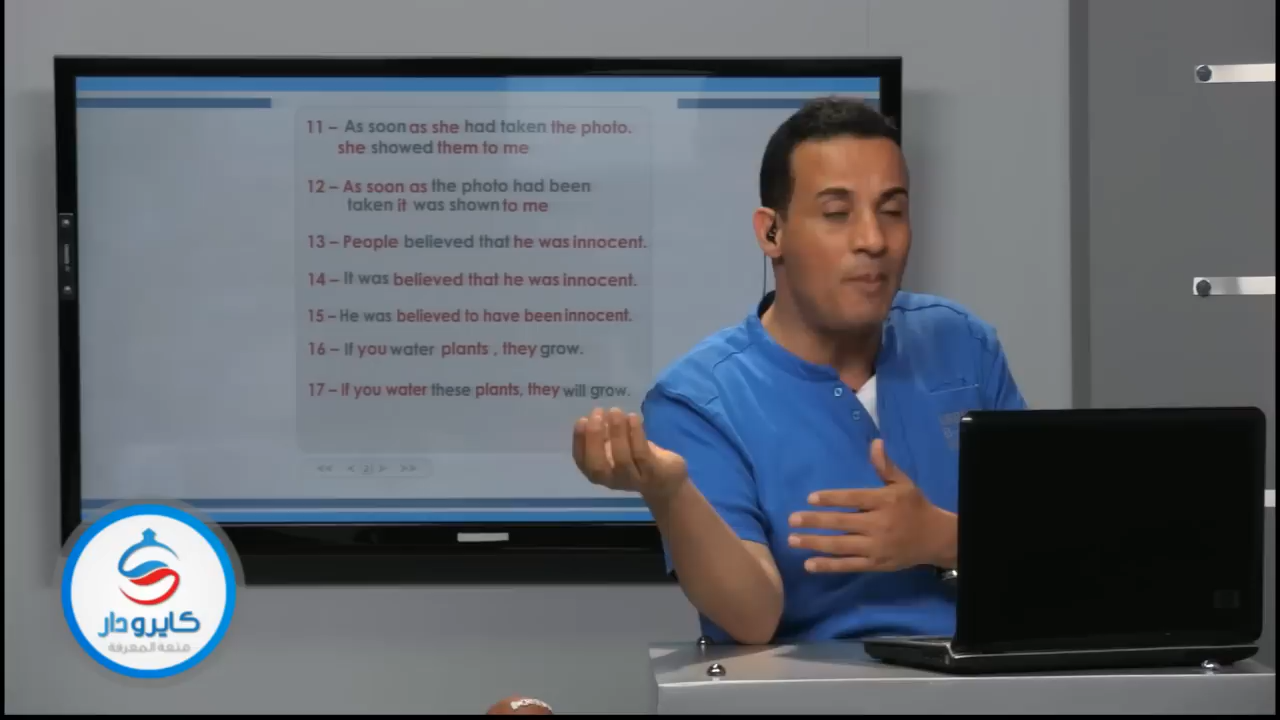 11 – As soon as she had taken the photo.
she showed them to me
12 – As soon as the photo had been
taken it was shown to me
13 – People believed that he was innocent.
14 – It was believed that he was innocent.
15 – He was believed to have been innocent.
16 – If you water plants , they grow.
17 – If you water these plants, they will grow.
<< < 2 > >>
كايرودار
متعة المعرفة